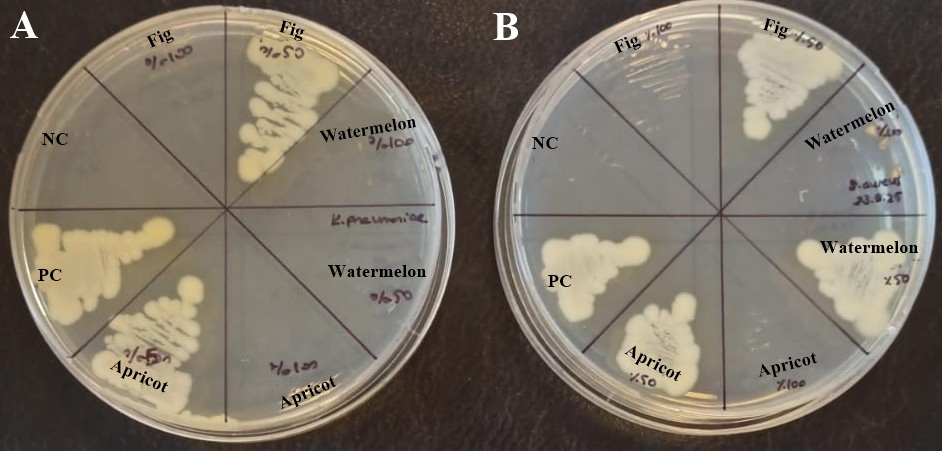 A
Fig
%100
Fig
%50
NC
Watermelon
%100
K.pneumoniae
PC
Watermelon
%50
%50
Apricot
%100
Apricot
B
Fig %100
Fig %50
NC
Watermelon
%100
S.aureus
23.9.25
PC
Watermelon
%50
Apricot
%50
Apricot
%100